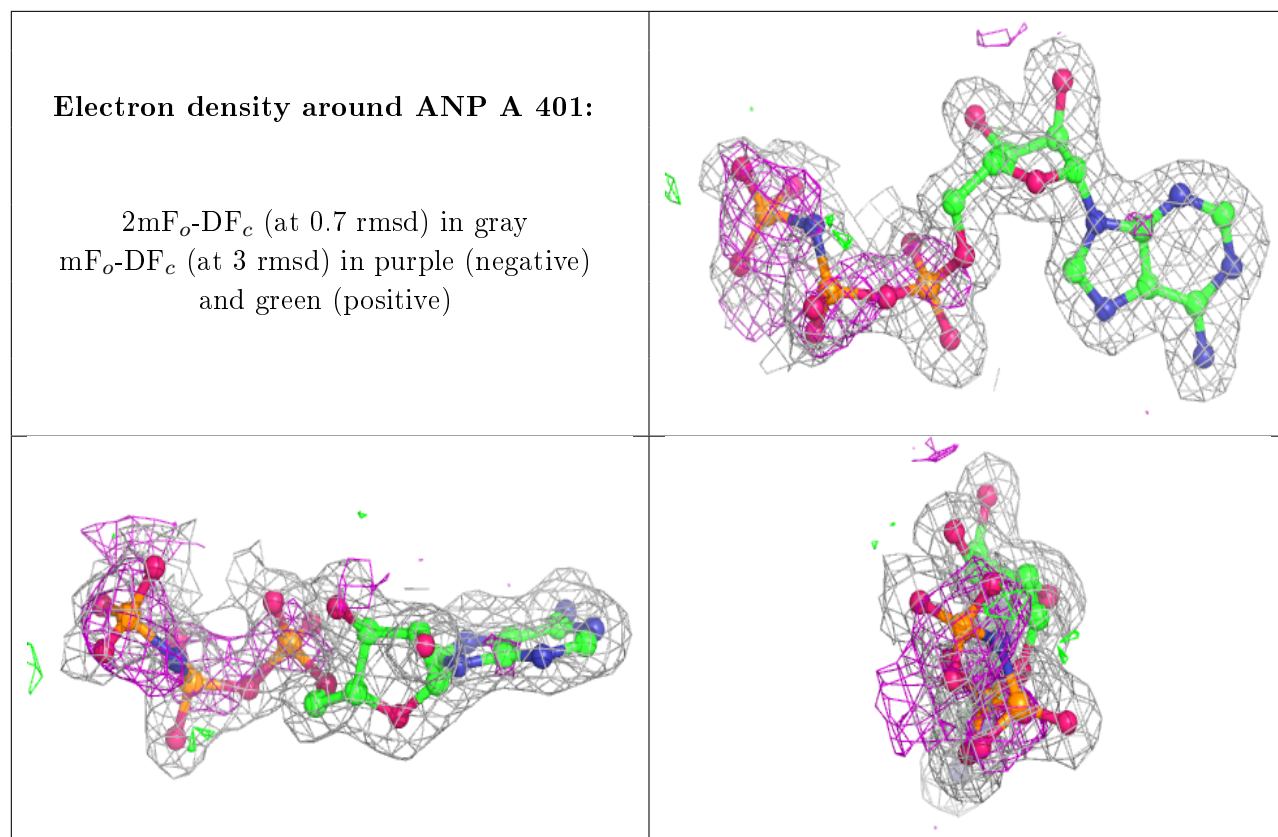 Electron density around ANP A 401:
2mFo-DFc (at 0.7 rmsd) in gray
mFo-DFc (at 3 rmsd) in purple (negative)
and green (positive)